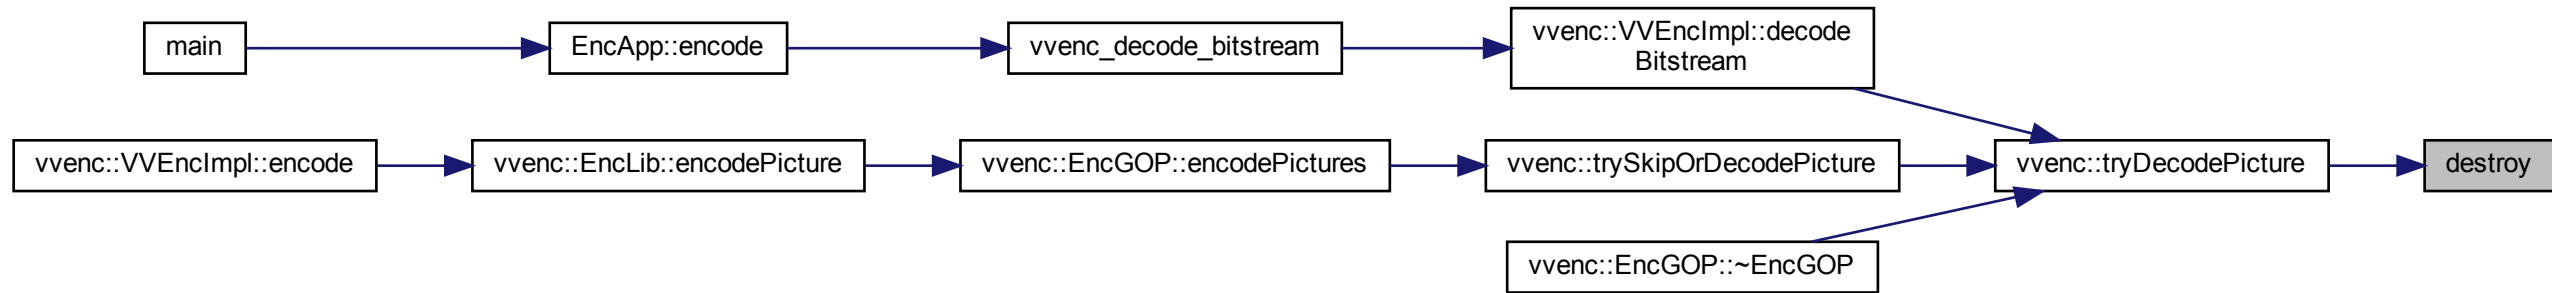 main
EncApp::encode
vvenc_decode_bitstream
vvenc::VVEncImpl::decode
Bitstream
vvenc::VVEncImpl::encode
vvenc::EncLib::encodePicture
vvenc::EncGOP::encodePictures
vvenc::trySkipOrDecodePicture
vvenc::tryDecodePicture
destroy
vvenc::EncGOP::~EncGOP